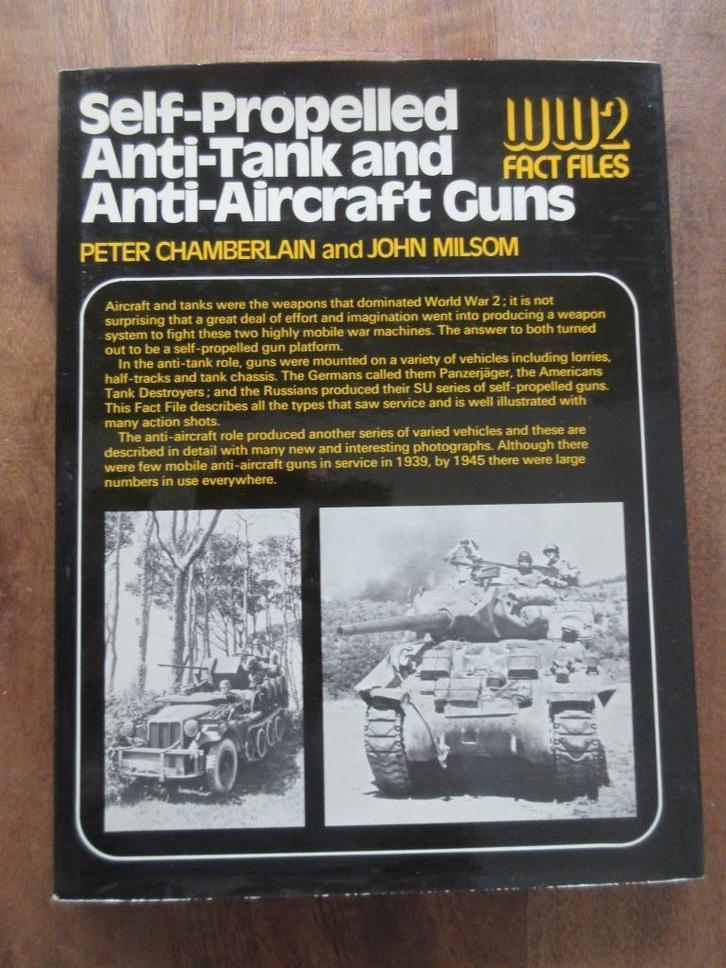 Self-Propelled
Anti-Tank and
Anti-Aircraft Guns
WW2
FACT FILES
PETER CHAMBERLAIN and JOHN MILSOM
Aircraft and tanks were the weapons that dominated World War 2; it is not
surprising that a great deal of effort and imagination went into producing a weapon
system to fight these two highly mobile war machines. The answer to both turned
out to be a self-propelled gun platform.
In the anti-tank role, guns were mounted on a variety of vehicles including lorries,
half-tracks and tank chassis. The Germans called them Panzerjäger, the Americans
Tank Destroyers; and the Russians produced their SU series of self-propelled guns.
This Fact File describes all the types that saw service and is well illustrated with
many action shots.
The anti-aircraft role produced another series of varied vehicles and these are
described in detail with many new and interesting photographs. Although there
were few mobile anti-aircraft guns in service in 1939, by 1945 there were large
numbers in use everywhere.